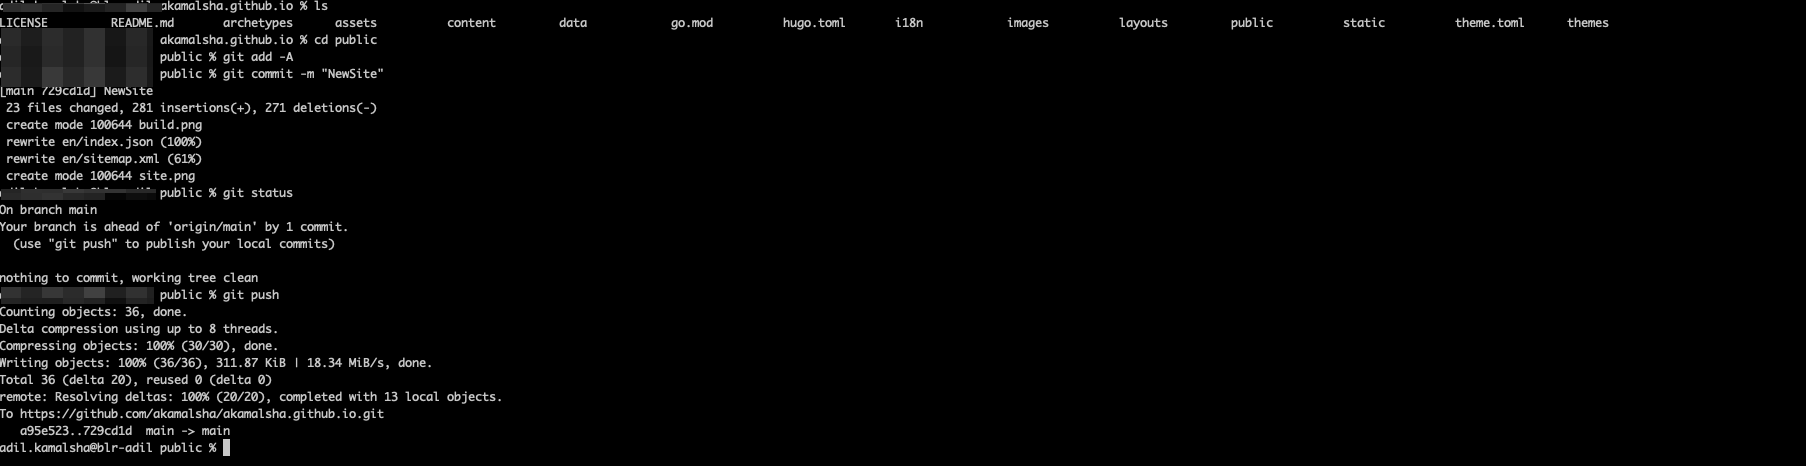 akamalsha.github.io % ls
LICENSE README.md archetypes assets content data go.mod hugo.toml i18n images layouts public static theme.toml themes
akamalsha.github.io % cd public
public % git add -A
public % git commit -m "NewSite"
[main 729cd1d] NewSite
23 files changed, 281 insertions(+), 271 deletions(-)
create mode 100644 build.png
rewrite en/index.json (100%)
rewrite en/sitemap.xml (61%)
create mode 100644 site.png
public % git status
On branch main
Your branch is ahead of 'origin/main' by 1 commit.
(use "git push" to publish your local commits)
nothing to commit, working tree clean
public % git push
Counting objects: 36, done.
Delta compression using up to 8 threads.
Compressing objects: 100% (30/30), done.
Writing objects: 100% (36/36), 311.87 KiB | 18.34 MiB/s, done.
Total 36 (delta 20), reused 0 (delta 0)
remote: Resolving deltas: 100% (20/20), completed with 13 local objects.
To https://github.com/akamalsha/akamalsha.github.io.git
a95e523..729cd1d main -> main
adil.kamalsha@blr-adil public %